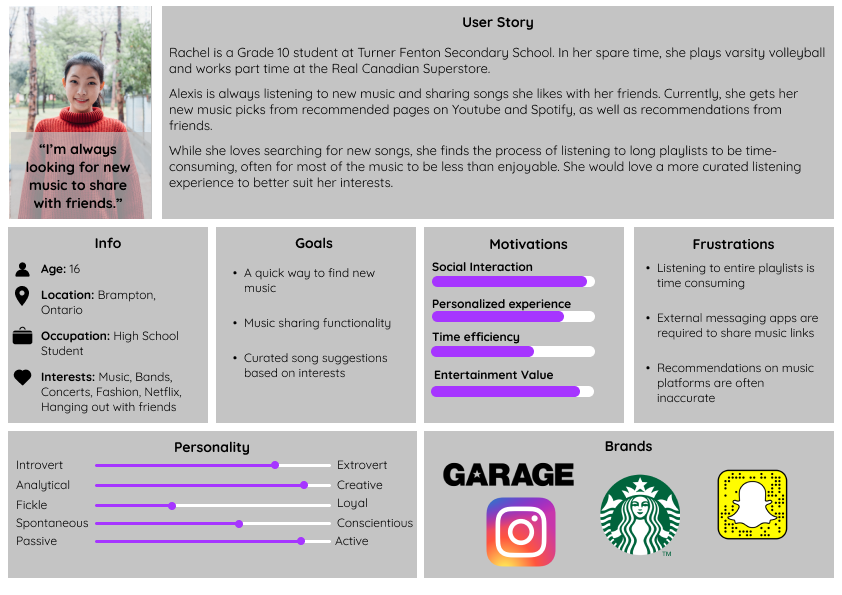 “I’m always
looking for new
music to share
with friends.”
User Story
Rachel is a Grade 10 student at Turner Fenton Secondary School. In her spare time, she plays varsity volleyball
and works part time at the Real Canadian Superstore.
Alexis is always listening to new music and sharing songs she likes with her friends. Currently, she gets her
new music picks from recommended pages on Youtube and Spotify, as well as recommendations from
friends.
While she loves searching for new songs, she finds the process of listening to long playlists to be time-
consuming, often for most of the music to be less than enjoyable. She would love a more curated listening
experience to better suit her interests.
Info
Age: 16
Location: Brampton,
Ontario
Occupation: High School
Student
Interests: Music, Bands,
Concerts, Fashion, Netflix,
Hanging out with friends
Goals
• A quick way to find new
music
• Music sharing functionality
• Curated song suggestions
based on interests
Motivations
Social Interaction
Personalized experience
Time efficiency
Entertainment Value
Frustrations
• Listening to entire playlists is
time consuming
• External messaging apps are
required to share music links
• Recommendations on music
platforms are often
inaccurate
Personality
Introvert Extrovert
Analytical Creative
Fickle Loyal
Spontaneous Conscientious
Passive Active
Brands
GARAGE
TM